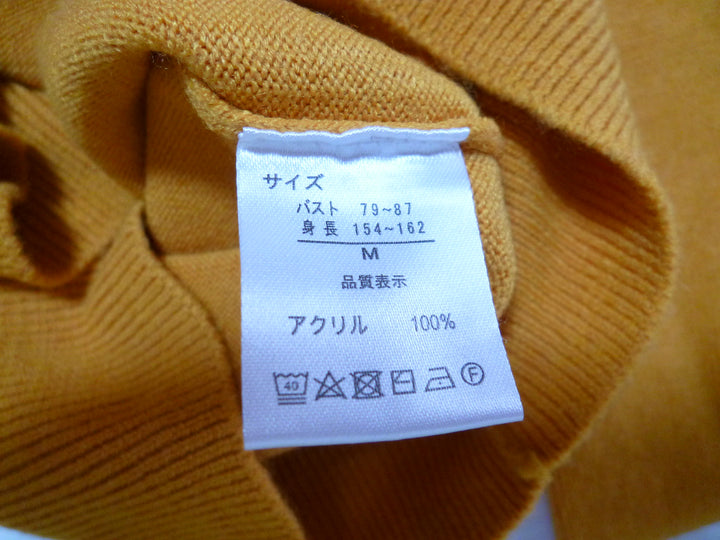 サイズ
バスト 79~87
身長 154~162
M
品質表示
アクリル 100%
40 F